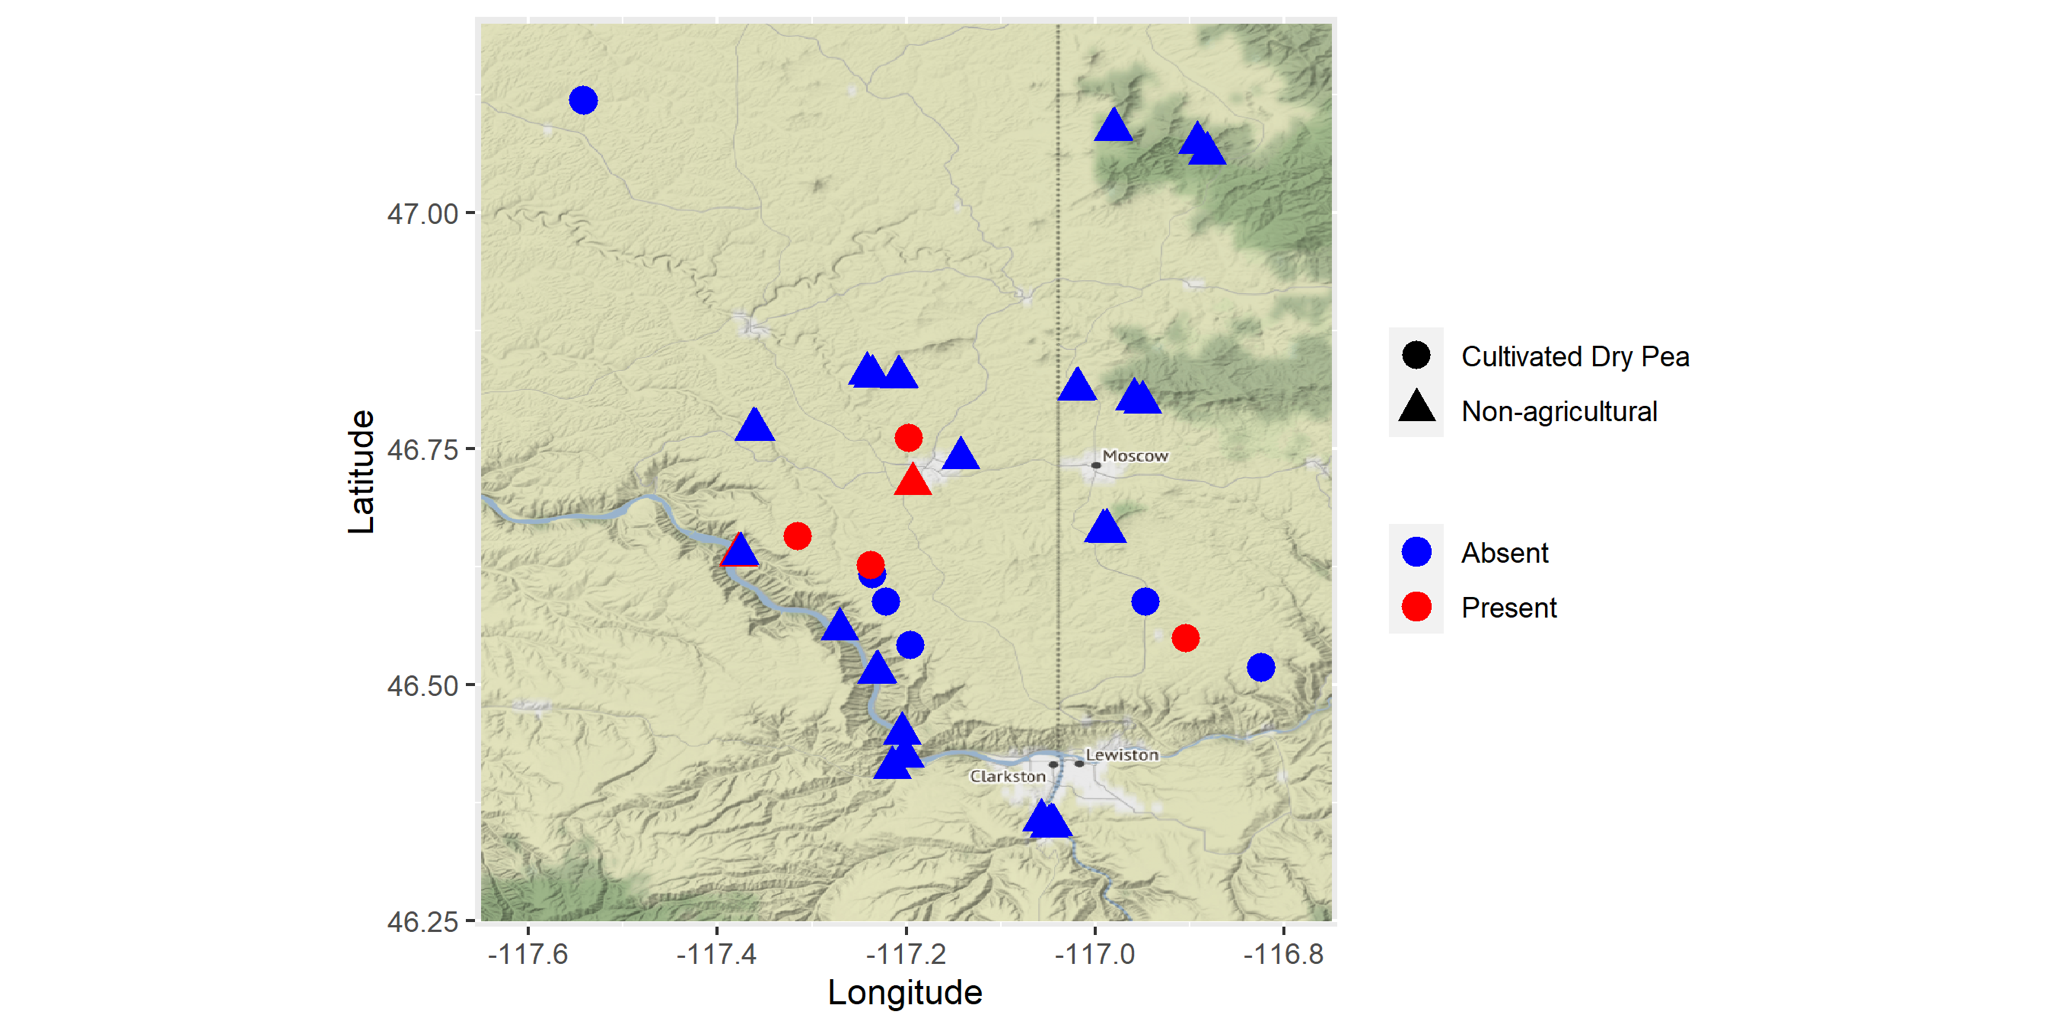 47.00
46.75
46.50
46.25
Latitude
Moscow
Lewiston
Clarkston
-117.6
-117.4
-117.2
-117.0
-116.8
Longitude
Cultivated Dry Pea
Non-agricultural
Absent
Present